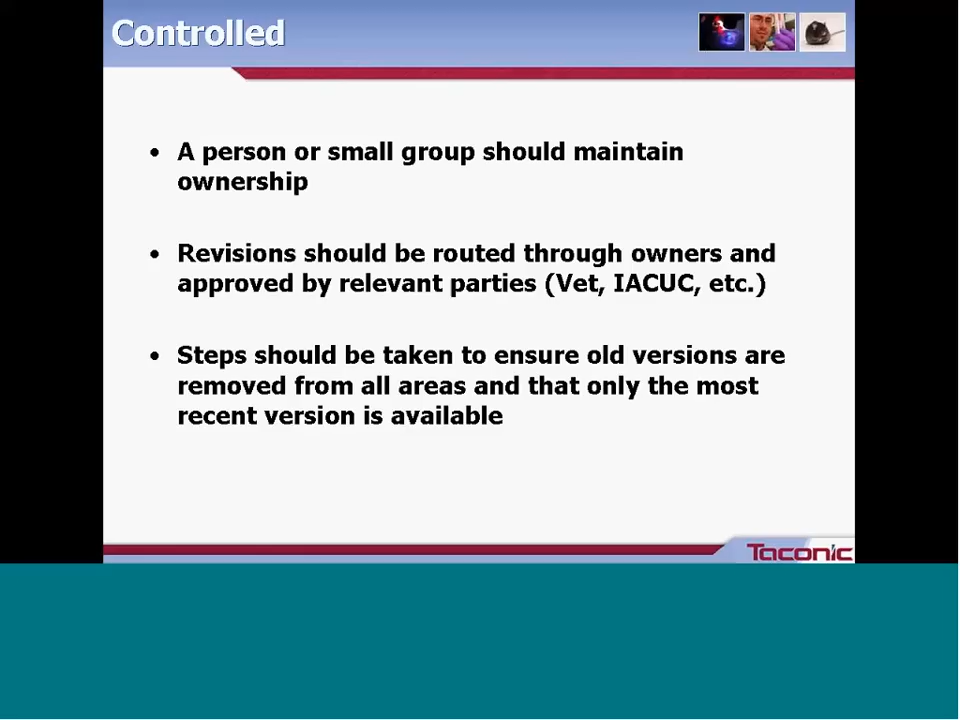 Controlled
• A person or small group should maintain
ownership
• Revisions should be routed through owners and
approved by relevant parties (Vet, IACUC, etc.)
• Steps should be taken to ensure old versions are
removed from all areas and that only the most
recent version is available
Taconic